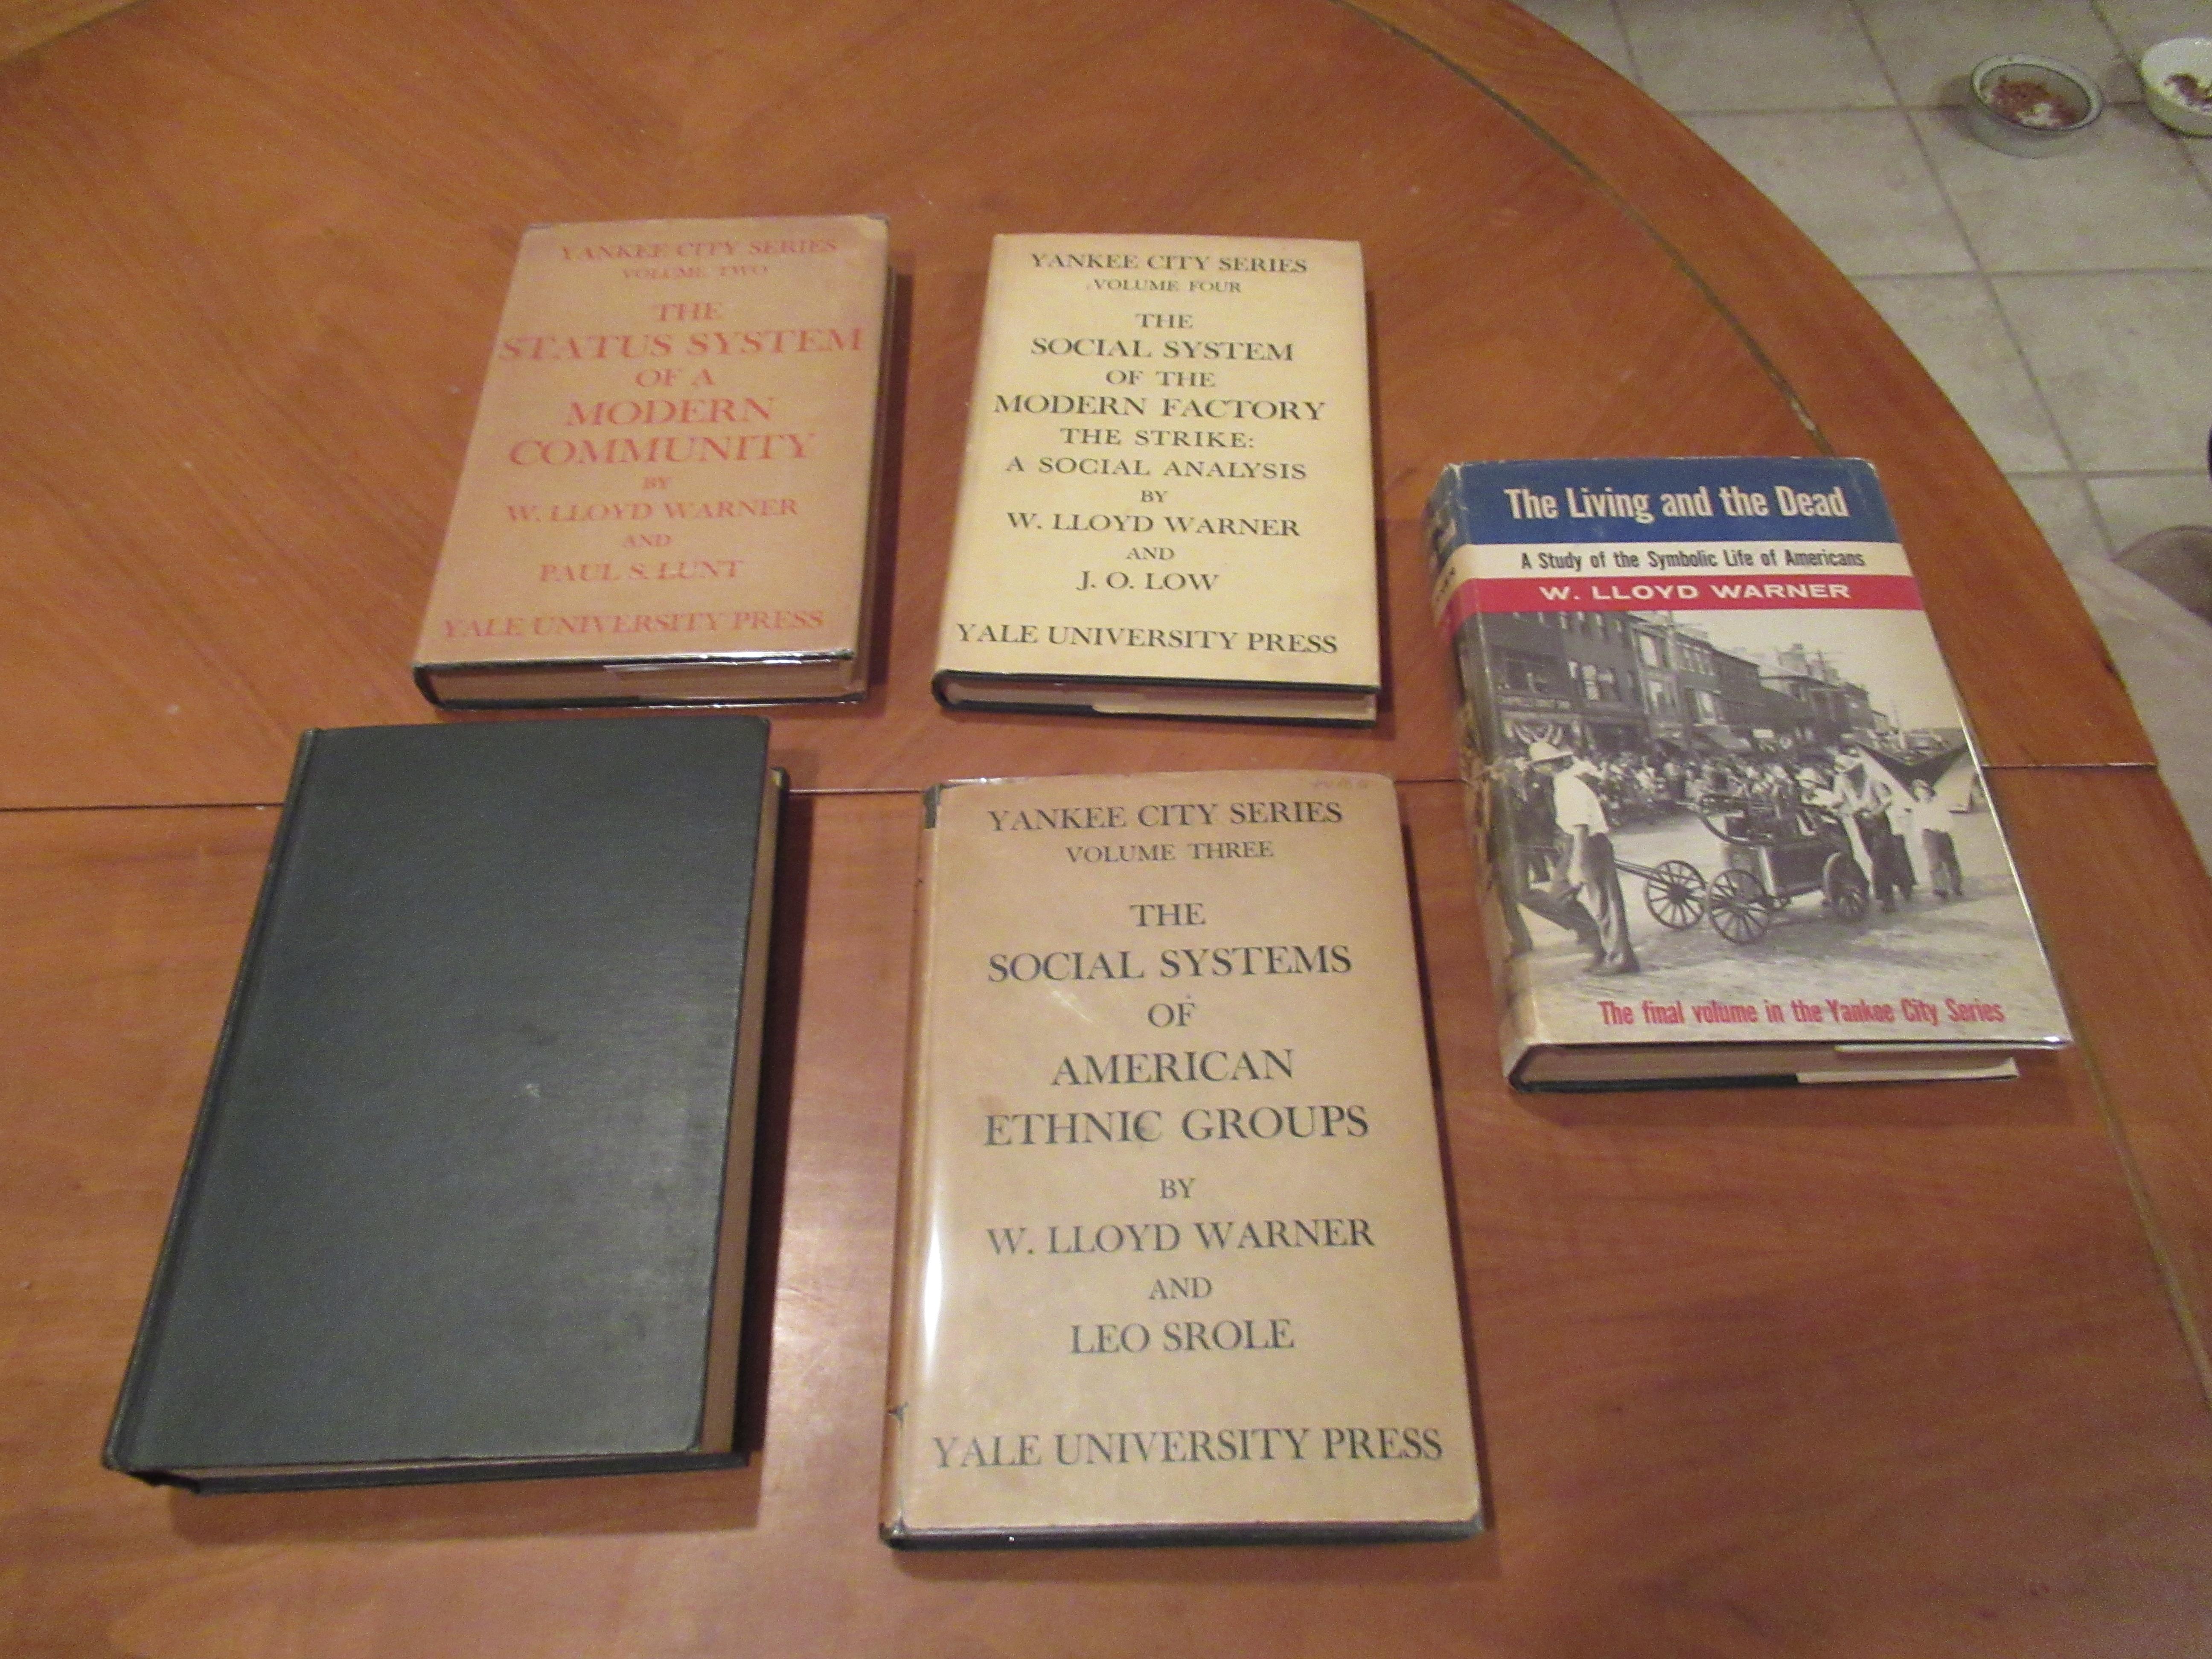 YANKEE CITY SERIES
VOLUME TWO
THE
STATUS SYSTEM
OF A
MODERN
COMMUNITY
BY
W. LLOYD WARNER
AND
PAUL S. LUNT
YALE UNIVERSITY PRESS
YANKEE CITY SERIES
VOLUME FOUR
THE
SOCIAL SYSTEM
OF THE
MODERN FACTORY
THE STRIKE:
A SOCIAL ANALYSIS
BY
W. LLOYD WARNER
AND
J. O. LOW
YALE UNIVERSITY PRESS
The Living and the Dead
A Study of the Symbolic Life of Americans
W. LLOYD WARNER
The final volume in the Yankee City Series
YANKEE CITY SERIES
VOLUME THREE
THE
SOCIAL SYSTEMS
OF
AMERICAN
ETHNIC GROUPS
BY
W. LLOYD WARNER
AND
LEO SROLE
YALE UNIVERSITY PRESS